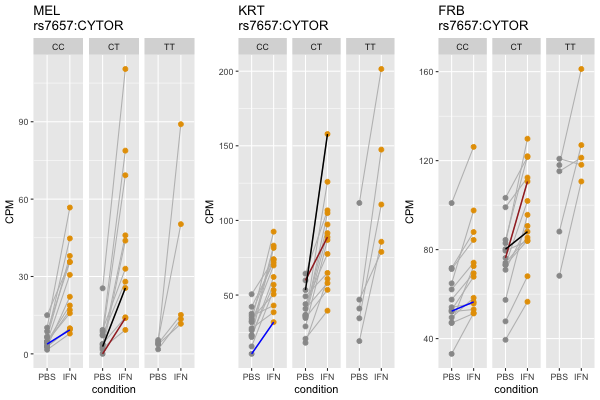 MEL
rs7657:CYTOR
CC CT TT
CPM
90
60
30
0
PBS IFN PBS IFN PBS IFN
condition
KRT
rs7657:CYTOR
CC CT TT
CPM
200
150
100
50
PBS IFN PBS IFN PBS IFN
condition
FRB
rs7657:CYTOR
CC CT TT
CPM
160
120
80
40
PBS IFN PBS IFN PBS IFN
condition